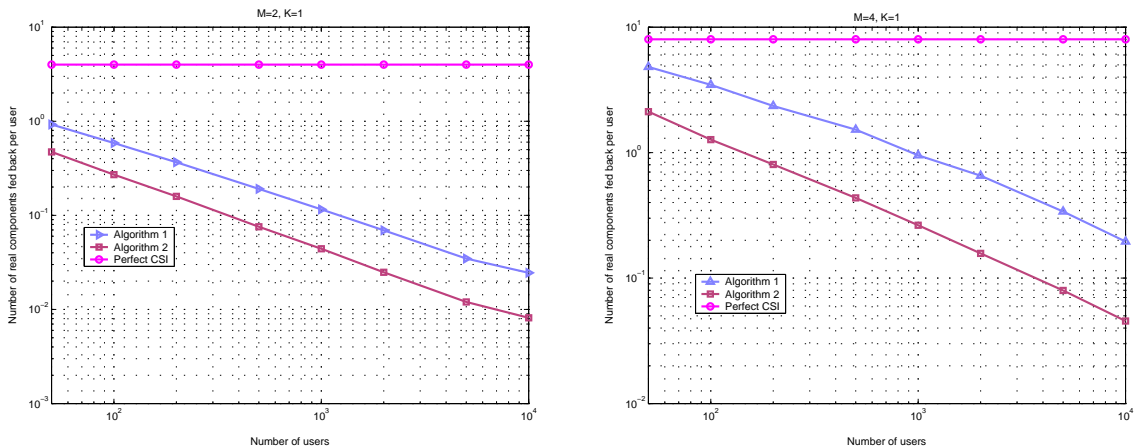 M=2, K=1
10^1
10^0
10^-1
10^-2
10^-3
Number of real components fed back per user
Algorithm 1
Algorithm 2
Perfect CSI
10^2
10^3
10^4
Number of users
M=4, K=1
10^1
10^0
10^-1
10^-2
Number of real components fed back per user
Algorithm 1
Algorithm 2
Perfect CSI
10^2
10^3
10^4
Number of users